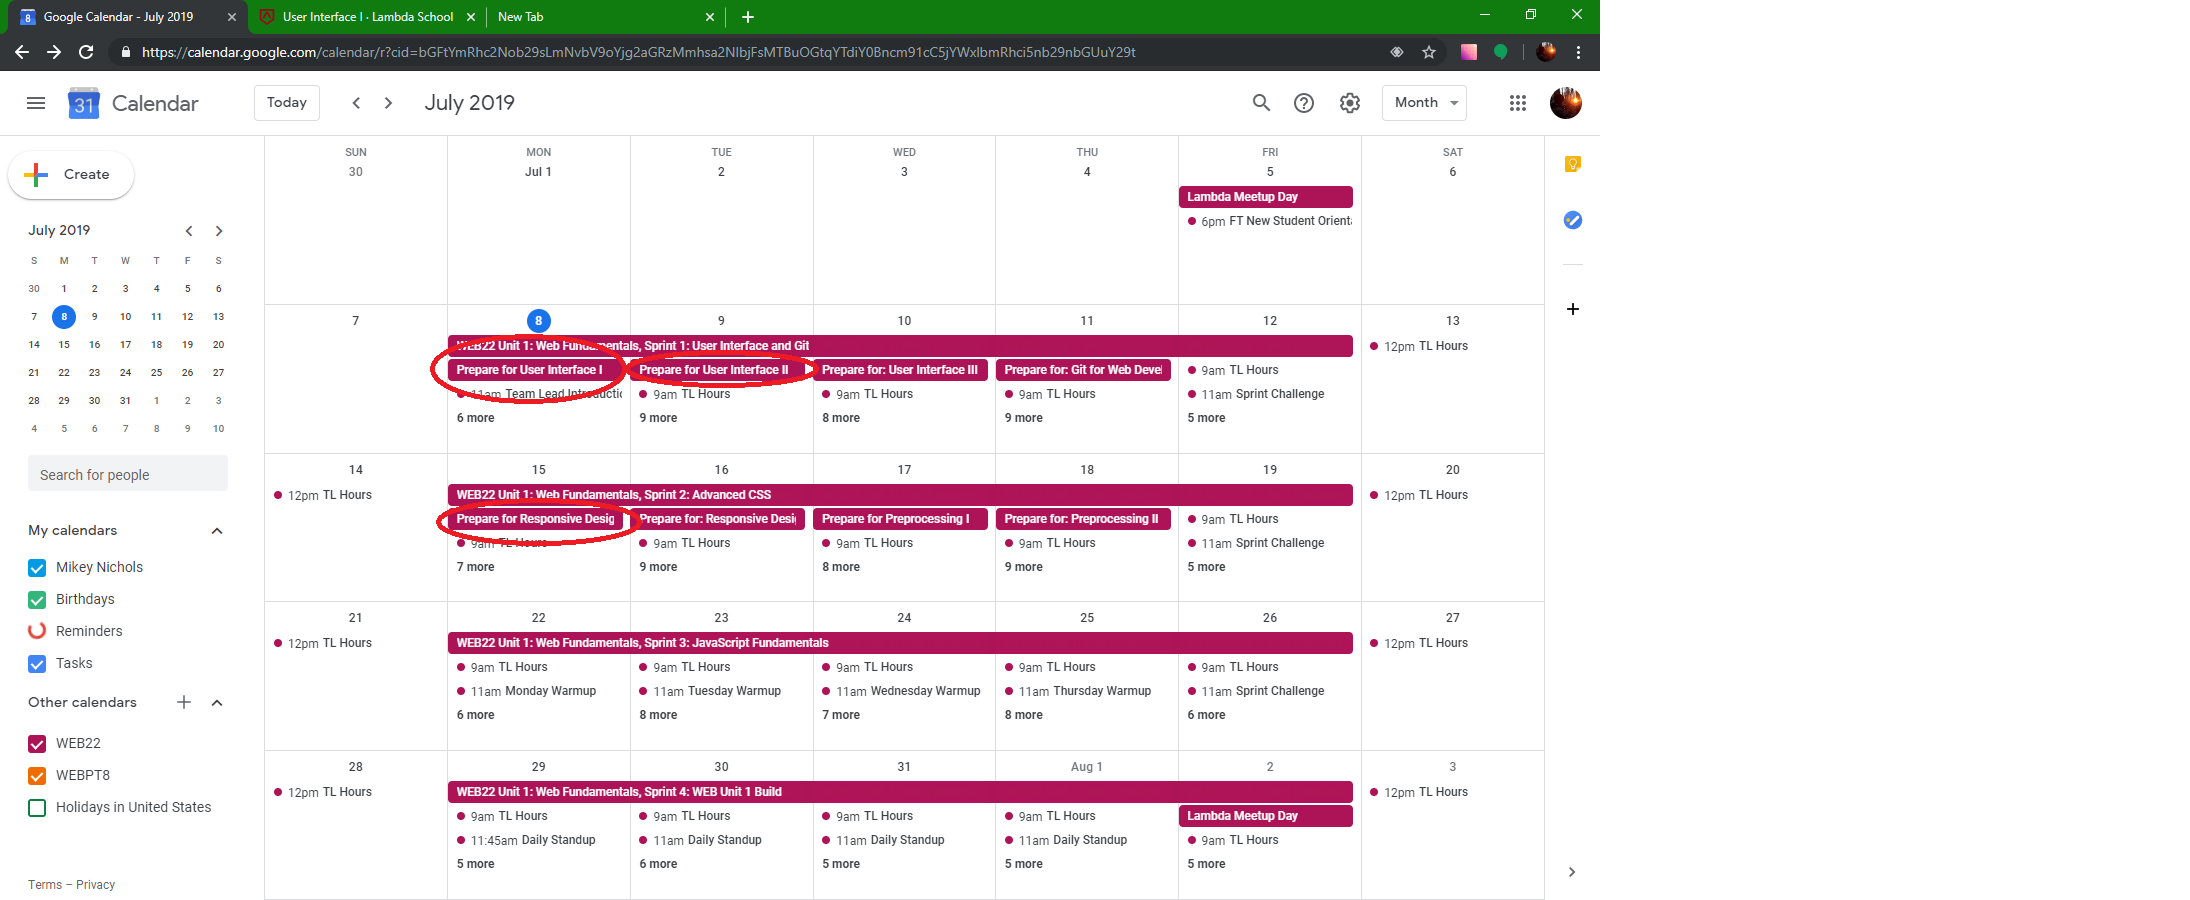 Google Calendar - July 2019
User Interface I · Lambda School
New Tab
https://calendar.google.com/calendar/r?cid=
31 Calendar
Today
July 2019
Month
Create
July 2019
S M T W T F S
30 1 2 3 4 5 6
7 8 9 10 11 12 13
14 15 16 17 18 19 20
21 22 23 24 25 26 27
28 29 30 31 1 2 3
4 5 6 7 8 9 10
Search for people
My calendars
Mikey Nichols
Birthdays
Reminders
Tasks
Other calendars
WEB22
WEBPT8
Holidays in United States
Terms – Privacy
SUN MON TUE WED THU FRI SAT
30 Jul 1 2 3 4 5 6
Lambda Meetup Day
6pm FT New Student Orient
7 8 9 10 11 12 13
WEB22 Unit 1: Web Fundamentals, Sprint 1: User Interface and Git
12pm TL Hours
Prepare for User Interface I
Prepare for User Interface II
Prepare for: User Interface III
Prepare for: Git for Web Devel
9am TL Hours
11am Team Lead Introductio
9am TL Hours
9am TL Hours
9am TL Hours
11am Sprint Challenge
6 more
9 more
8 more
9 more
5 more
14 15 16 17 18 19 20
12pm TL Hours
WEB22 Unit 1: Web Fundamentals, Sprint 2: Advanced CSS
12pm TL Hours
Prepare for Responsive Desig
Prepare for: Responsive Desi
Prepare for Preprocessing I
Prepare for: Preprocessing II
9am TL Hours
9am TL Hours
9am TL Hours
9am TL Hours
9am TL Hours
11am Sprint Challenge
7 more
9 more
8 more
9 more
5 more
21 22 23 24 25 26 27
12pm TL Hours
WEB22 Unit 1: Web Fundamentals, Sprint 3: JavaScript Fundamentals
12pm TL Hours
9am TL Hours
9am TL Hours
9am TL Hours
9am TL Hours
9am TL Hours
11am Monday Warmup
11am Tuesday Warmup
11am Wednesday Warmup
11am Thursday Warmup
11am Sprint Challenge
6 more
8 more
7 more
8 more
6 more
28 29 30 31 Aug 1 2 3
12pm TL Hours
WEB22 Unit 1: Web Fundamentals, Sprint 4: WEB Unit 1 Build
12pm TL Hours
9am TL Hours
9am TL Hours
9am TL Hours
9am TL Hours
Lambda Meetup Day
11:45am Daily Standup
11am Daily Standup
11am Daily Standup
11am Daily Standup
9am TL Hours
5 more
6 more
5 more
5 more
5 more